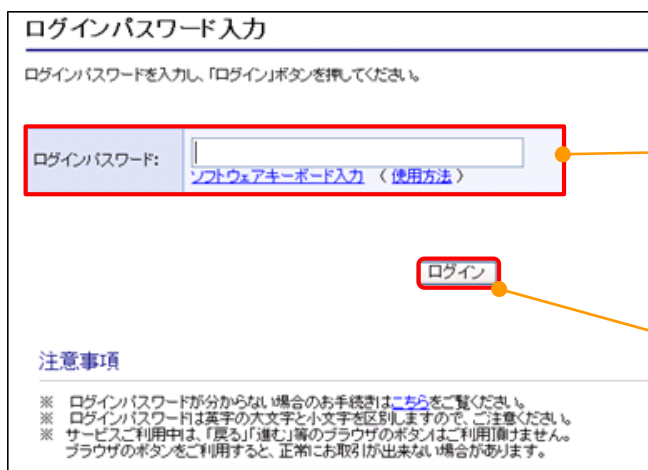 ログインパスワード入力
ログインパスワードを入力し、「ログイン」ボタンを押してください。
ログインパスワード:
ソフトウェアキーボード入力 (使用方法)
ログイン
注意事項
※ ログインパスワードが分からない場合のお手続きはこちらをご覧ください。
※ ログインパスワードは英字の大文字と小文字を区別しますので、ご注意ください。
※ サービスご利用中は、「戻る」「進む」等のブラウザのボタンはご利用頂けません。
ブラウザのボタンをご利用すると、正常にお取引が出来ない場合があります。